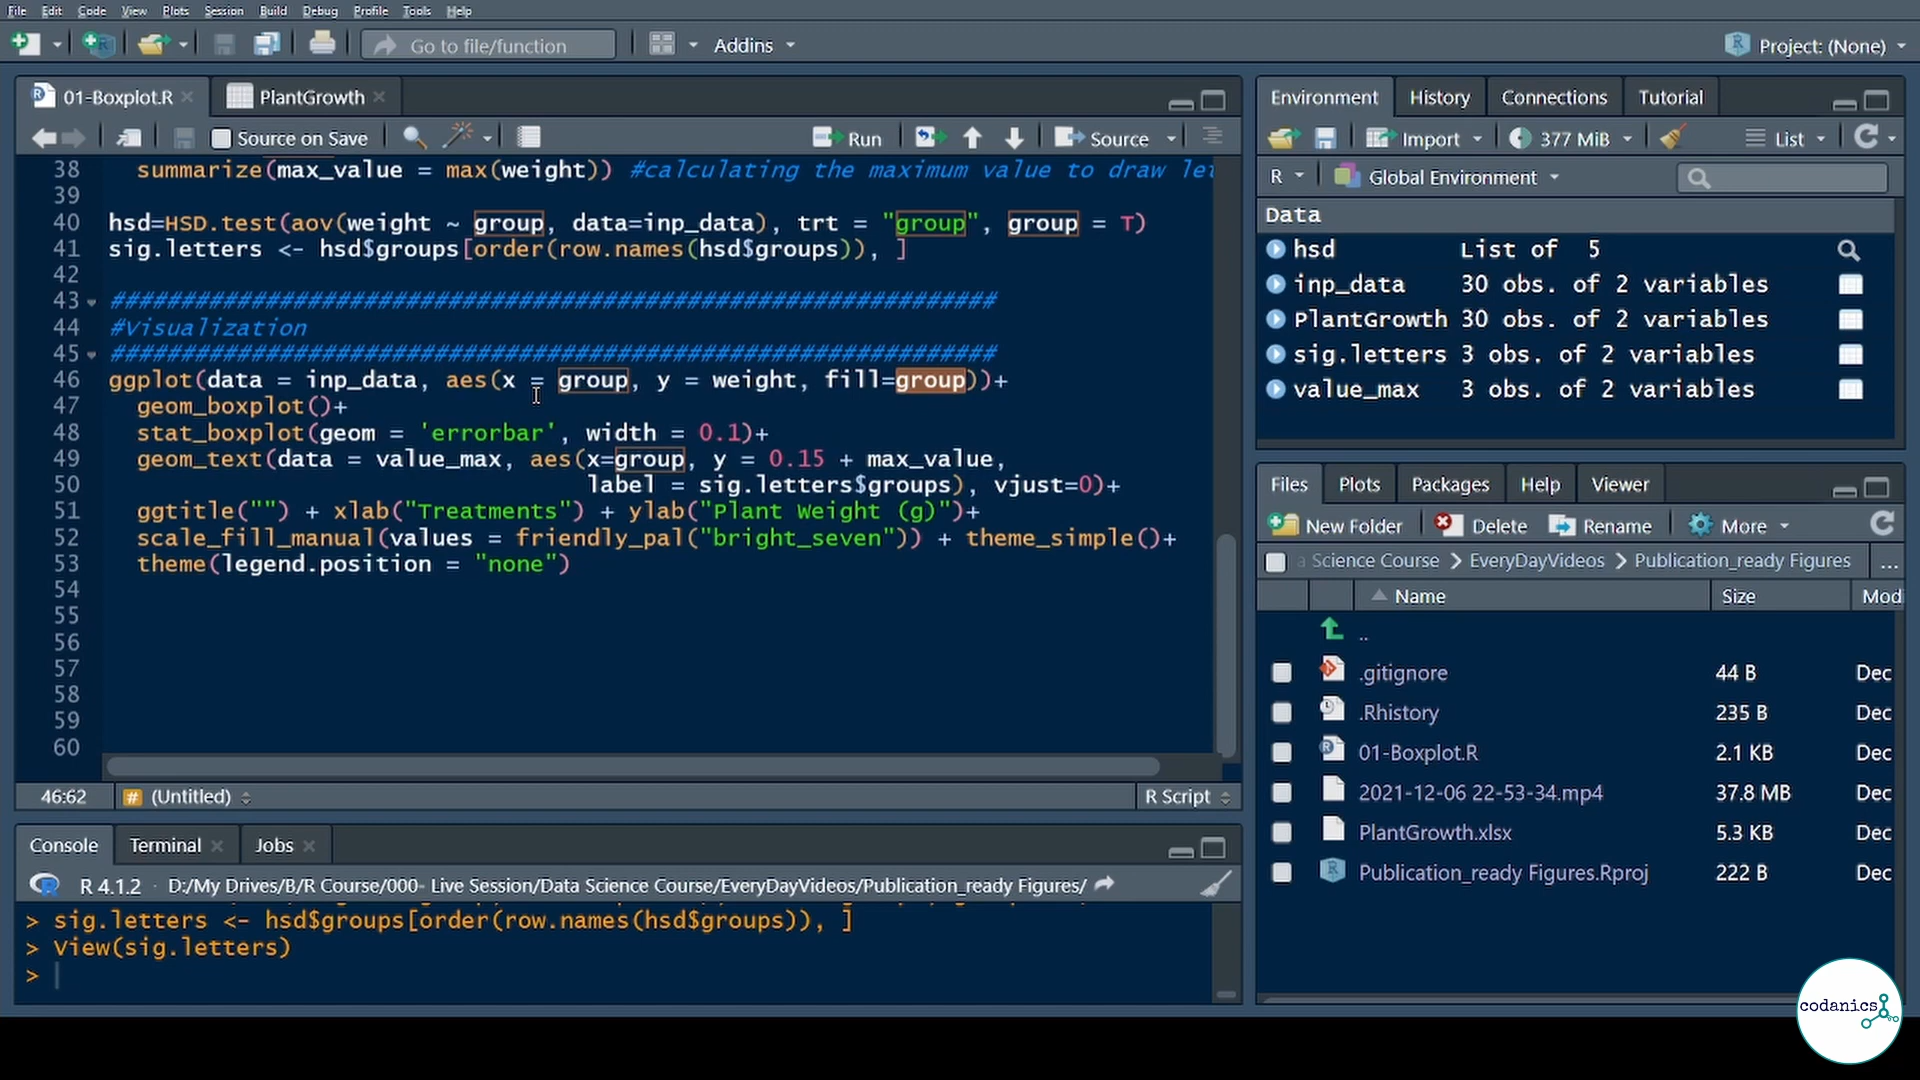 File Edit Code View Plots Session Build Debug Profile Tools Help
Go to file/function Addins Project: (None)
01-Boxplot.R PlantGrowth
Source on Save Run Source
38 summarize(max_value = max(weight)) #calculating the maximum value to draw
39
40 hsd=HSD.test(aov(weight ~ group, data=inp_data), trt = "group", group = T)
41 sig.letters <- hsd$groups[order(row.names(hsd$groups)), ]
42
43 ###############################################################
44 #Visualization
45 ###############################################################
46 ggplot(data = inp_data, aes(x = group, y = weight, fill=group))+
47 geom_boxplot()+
48 stat_boxplot(geom = 'errorbar', width = 0.1)+
49 geom_text(data = value_max, aes(x=group, y = 0.15 + max_value,
50 label = sig.letters$groups), vjust=0)+
51 ggtitle("") + xlab("Treatments") + ylab("Plant Weight (g)")+
52 scale_fill_manual(values = friendly_pal("bright_seven")) + theme_simple()+
53 theme(legend.position = "none")
54
55
56
57
58
59
60
46:62 # (Untitled) R Script
Console Terminal Jobs
R 4.1.2 · D:/My Drives/B/R Course/000- Live Session/Data Science Course/EveryDayVideos/Publication_ready Figures/
> sig.letters <- hsd$groups[order(row.names(hsd$groups)), ]
> View(sig.letters)
>
Environment History Connections Tutorial
Import 377 MiB List
R Global Environment
Data
hsd List of 5
inp_data 30 obs. of 2 variables
PlantGrowth 30 obs. of 2 variables
sig.letters 3 obs. of 2 variables
value_max 3 obs. of 2 variables
Files Plots Packages Help Viewer
New Folder Delete Rename More
a Science Course > EveryDayVideos > Publication_ready Figures ...
Name Size Mod
..
.gitignore 44 B Dec
.Rhistory 235 B Dec
01-Boxplot.R 2.1 KB Dec
2021-12-06 22-53-34.mp4 37.8 MB Dec
PlantGrowth.xlsx 5.3 KB Dec
Publication_ready Figures.Rproj 222 B Dec
codanics